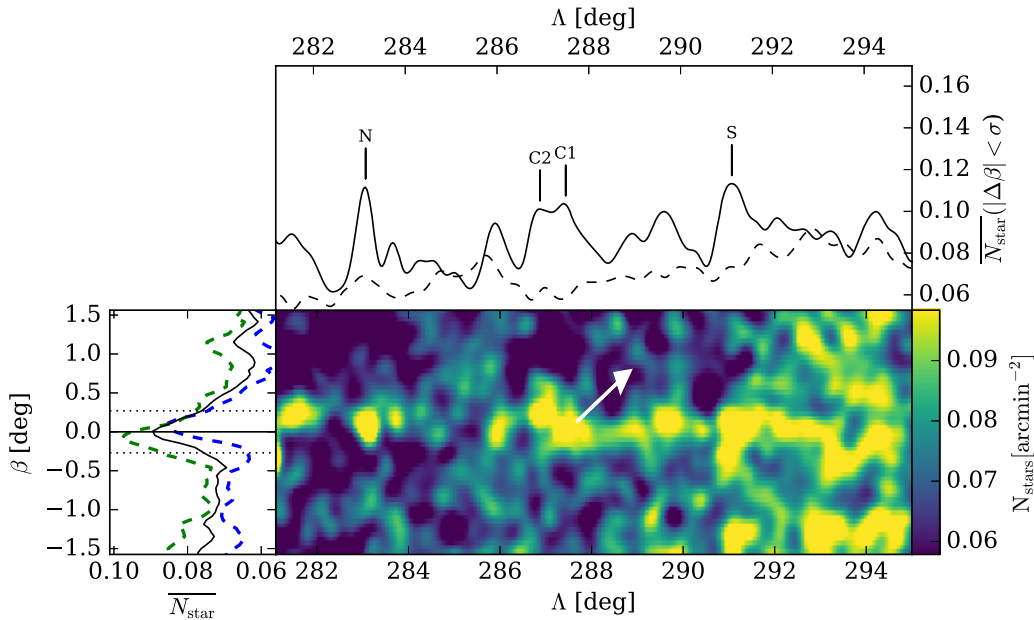 Λ [deg]
282 284 286 288 290 292 294
N
C2 C1
S
0.16
0.14
0.12
0.10
0.08
0.06
N_star(|Δβ| < σ)
1.5
1.0
0.5
0.0
−0.5
−1.0
−1.5
β [deg]
0.10 0.08 0.06
N_star
282 284 286 288 290 292 294
Λ [deg]
0.09
0.08
0.07
0.06
N_stars[arcmin⁻²]